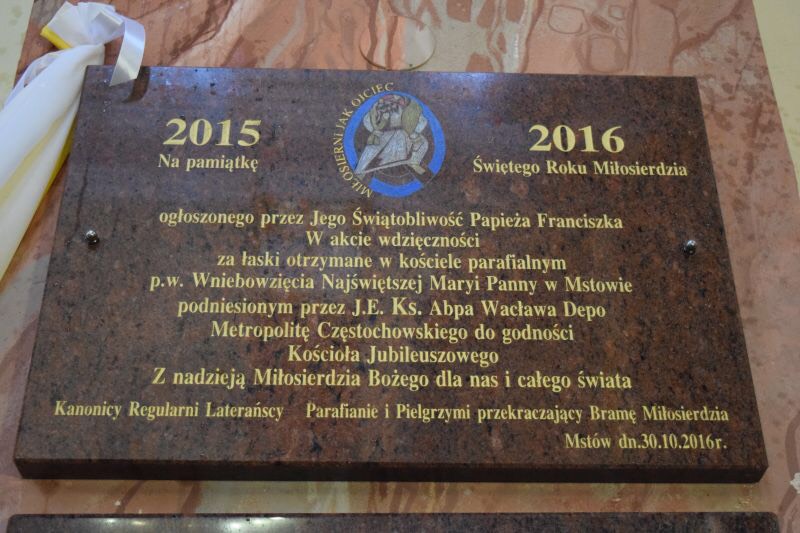 MIŁOSIERNI JAK OJCIEC
2015 2016
Na pamiątkę Świętego Roku Miłosierdzia
ogłoszonego przez Jego Świątobliwość Papieża Franciszka
W akcie wdzięczności
za łaski otrzymane w kościele parafialnym
p.w. Wniebowzięcia Najświętszej Maryi Panny w Mstowie
podniesionym przez J.E. Ks. Abpa Wacława Depo
Metropolitę Częstochowskiego do godności
Kościoła Jubileuszowego
Z nadzieją Miłosierdzia Bożego dla nas i całego świata
Kanonicy Regularni Laterańscy Parafianie i Pielgrzymi przekraczający Bramę Miłosierdzia
Mstów dn.30.10.2016r.